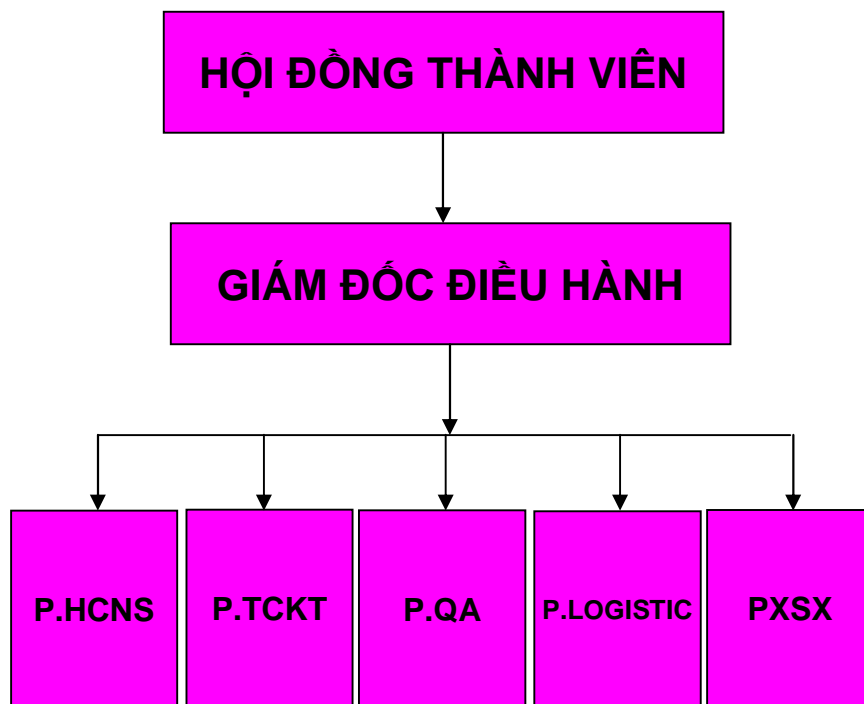 HỘI ĐỒNG THÀNH VIÊN
GIÁM ĐỐC ĐIỀU HÀNH
P.HCNS
P.TCKT
P.QA
P.LOGISTIC
PXSX